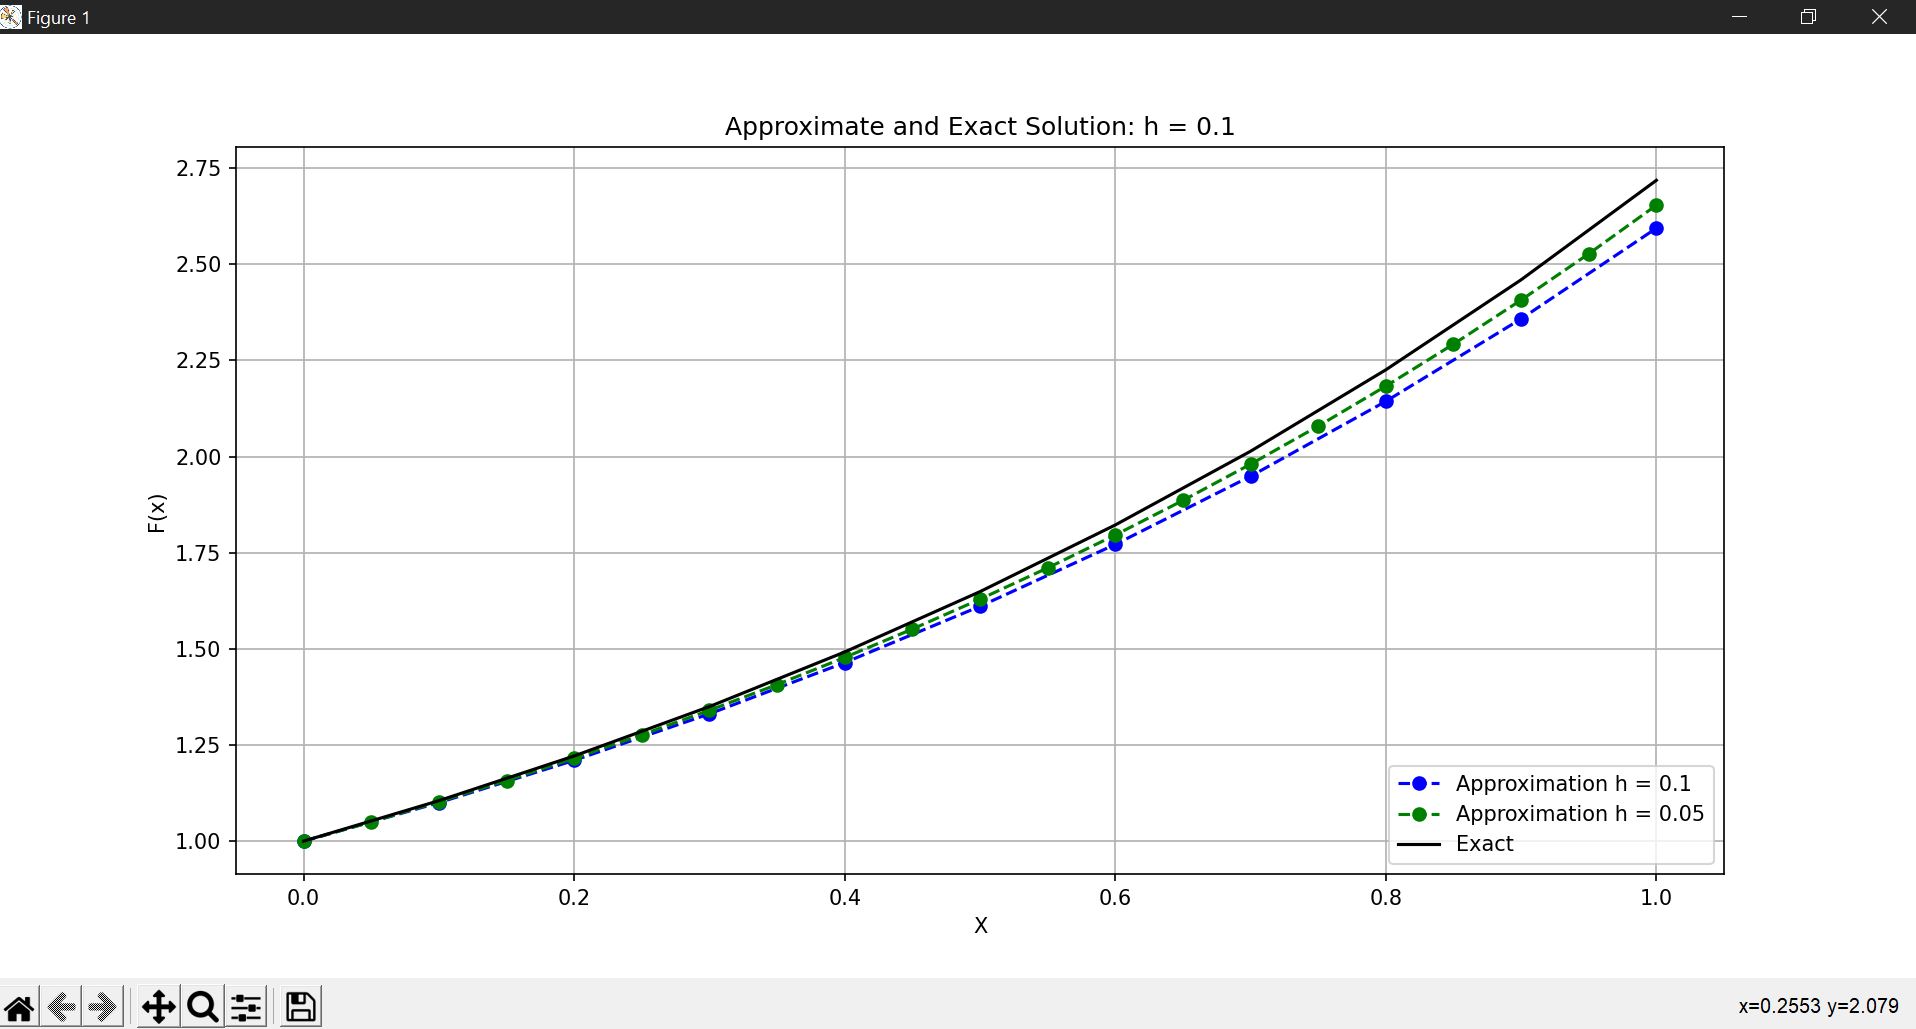 Figure 1
Approximate and Exact Solution: h = 0.1
2.75
2.50
2.25
2.00
1.75
1.50
1.25
1.00
F(x)
Approximation h = 0.1
Approximation h = 0.05
Exact
0.0 0.2 0.4 0.6 0.8 1.0
X
x=0.2553 y=2.079